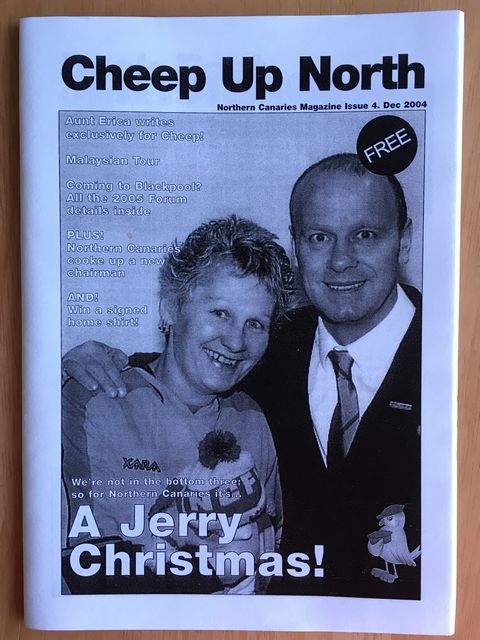 Cheep Up North
Northern Canaries Magazine Issue 4. Dec 2004
FREE
Aunt Erica writes
exclusively for Cheep!
Malaysian Tour
Coming to Blackpool?
All the 2005 Forum
details inside
PLUS!
Northern Canaries
cooke up a new
chairman
AND!
Win a signed
home shirt!
XARA
We're not in the bottom three;
so for Northern Canaries it's...
A Jerry
Christmas!